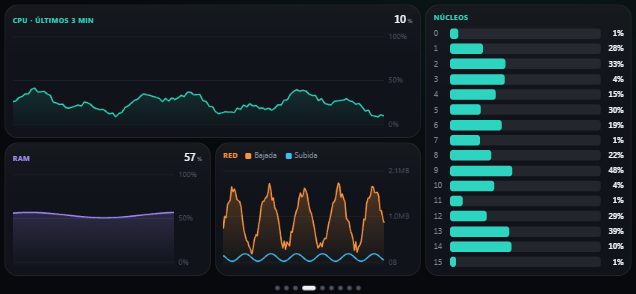 CPU · ÚLTIMOS 3 MIN
10 %
100%
50%
0%
RAM
57 %
100%
50%
0%
RED
Bajada
Subida
2.1MB
1.0MB
0B
NÚCLEOS
0 1%
1 28%
2 33%
3 4%
4 15%
5 30%
6 19%
7 1%
8 22%
9 48%
10 4%
11 1%
12 29%
13 39%
14 10%
15 1%